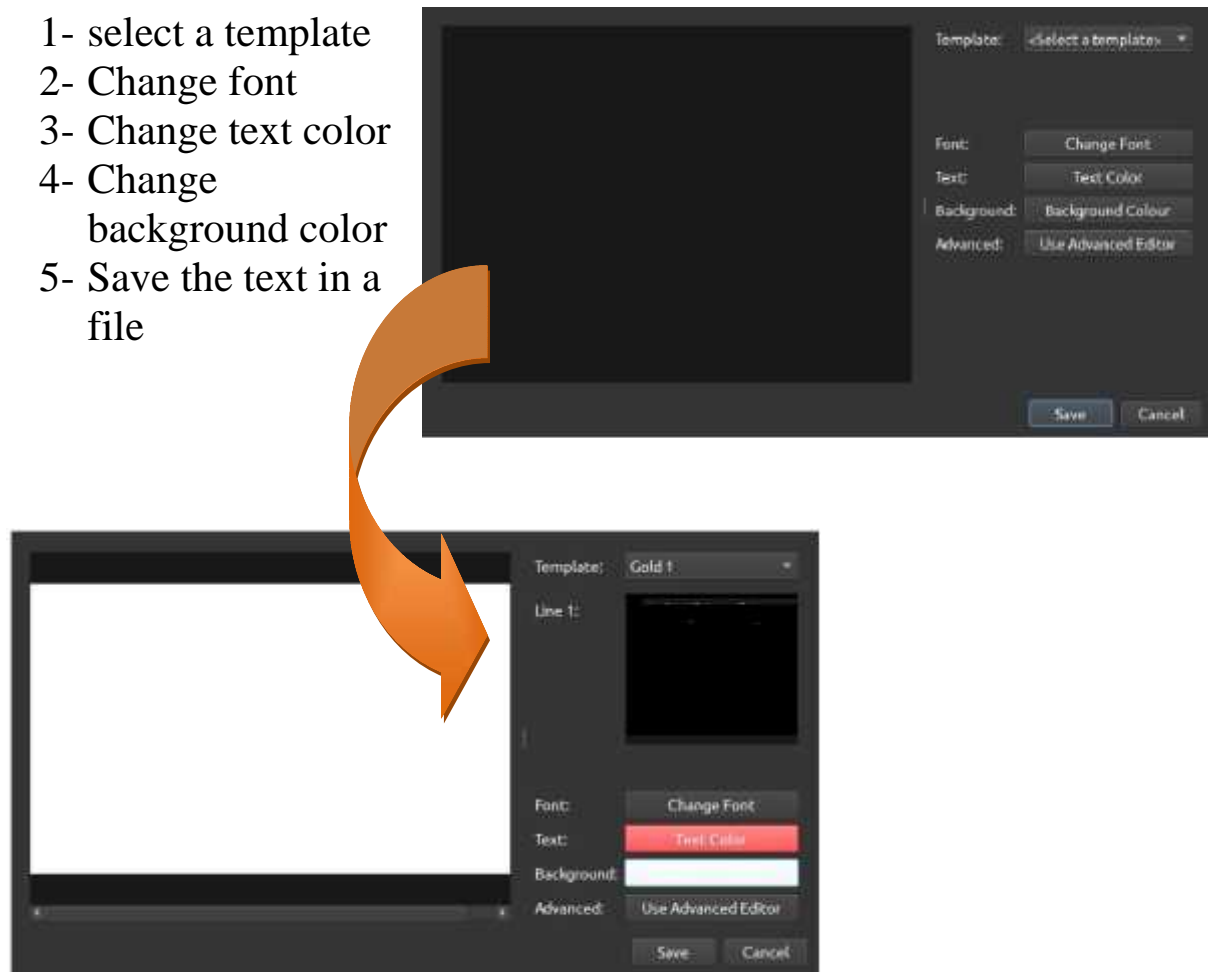 1- select a template
2- Change font
3- Change text color
4- Change
background color
5- Save the text in a
file
Template: <Select a template>
Font: Change Font
Text: Text Color
Background: Background Colour
Advanced: Use Advanced Editor
Save Cancel
Template: Gold 1
Line 1:
Font: Change Font
Text: Text Color
Background:
Advanced: Use Advanced Editor
Save Cancel